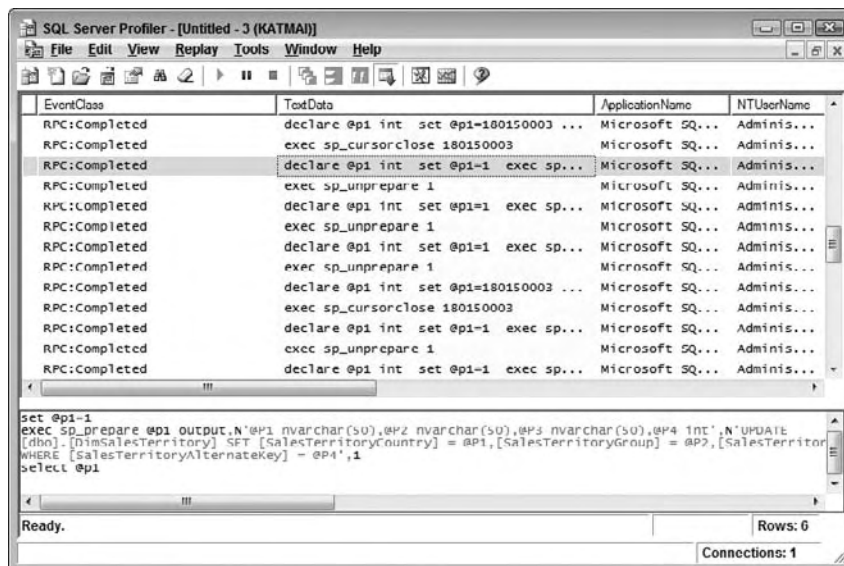 SQL Server Profiler - [Untitled - 3 (KATMAI)]
File Edit View Replay Tools Window Help
EventClass TextData ApplicationName NTUserName
RPC:Completed declare @p1 int set @p1=180150003 ... Microsoft SQ... Adminis...
RPC:Completed exec sp_cursorclose 180150003 Microsoft SQ... Adminis...
RPC:Completed declare @p1 int set @p1=1 exec sp... Microsoft SQ... Adminis...
RPC:Completed exec sp_unprepare 1 Microsoft SQ... Adminis...
RPC:Completed declare @p1 int set @p1=1 exec sp... Microsoft SQ... Adminis...
RPC:Completed exec sp_unprepare 1 Microsoft SQ... Adminis...
RPC:Completed declare @p1 int set @p1=1 exec sp... Microsoft SQ... Adminis...
RPC:Completed exec sp_unprepare 1 Microsoft SQ... Adminis...
RPC:Completed declare @p1 int set @p1=180150003 ... Microsoft SQ... Adminis...
RPC:Completed exec sp_cursorclose 180150003 Microsoft SQ... Adminis...
RPC:Completed declare @p1 int set @p1=1 exec sp... Microsoft SQ... Adminis...
RPC:Completed exec sp_unprepare 1 Microsoft SQ... Adminis...
RPC:Completed declare @p1 int set @p1=1 exec sp... Microsoft SQ... Adminis...
set @p1=1
exec sp_prepare @p1 output,N'@P1 nvarchar(50),@P2 nvarchar(50),@P3 nvarchar(50),@P4 int',N'UPDATE
[dbo].[DimSalesTerritory] SET [SalesTerritoryCountry] = @P1,[SalesTerritoryGroup] = @P2,[SalesTerritor
WHERE [SalesTerritoryAlternateKey] = @P4',1
select @p1
Ready. Rows: 6
Connections: 1